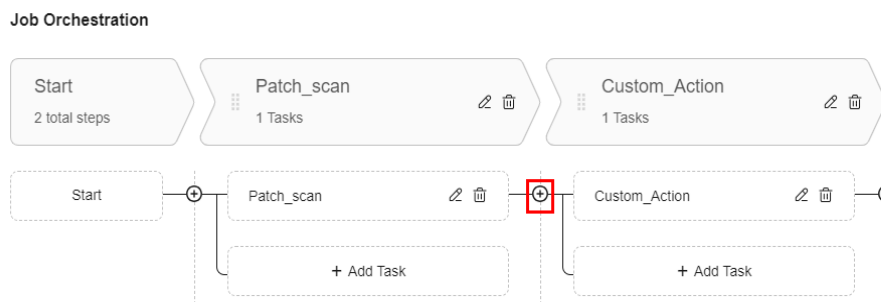 Job Orchestration
Start
2 total steps
Patch_scan
1 Tasks
Custom_Action
1 Tasks
Start
Patch_scan
Custom_Action
+ Add Task
+ Add Task